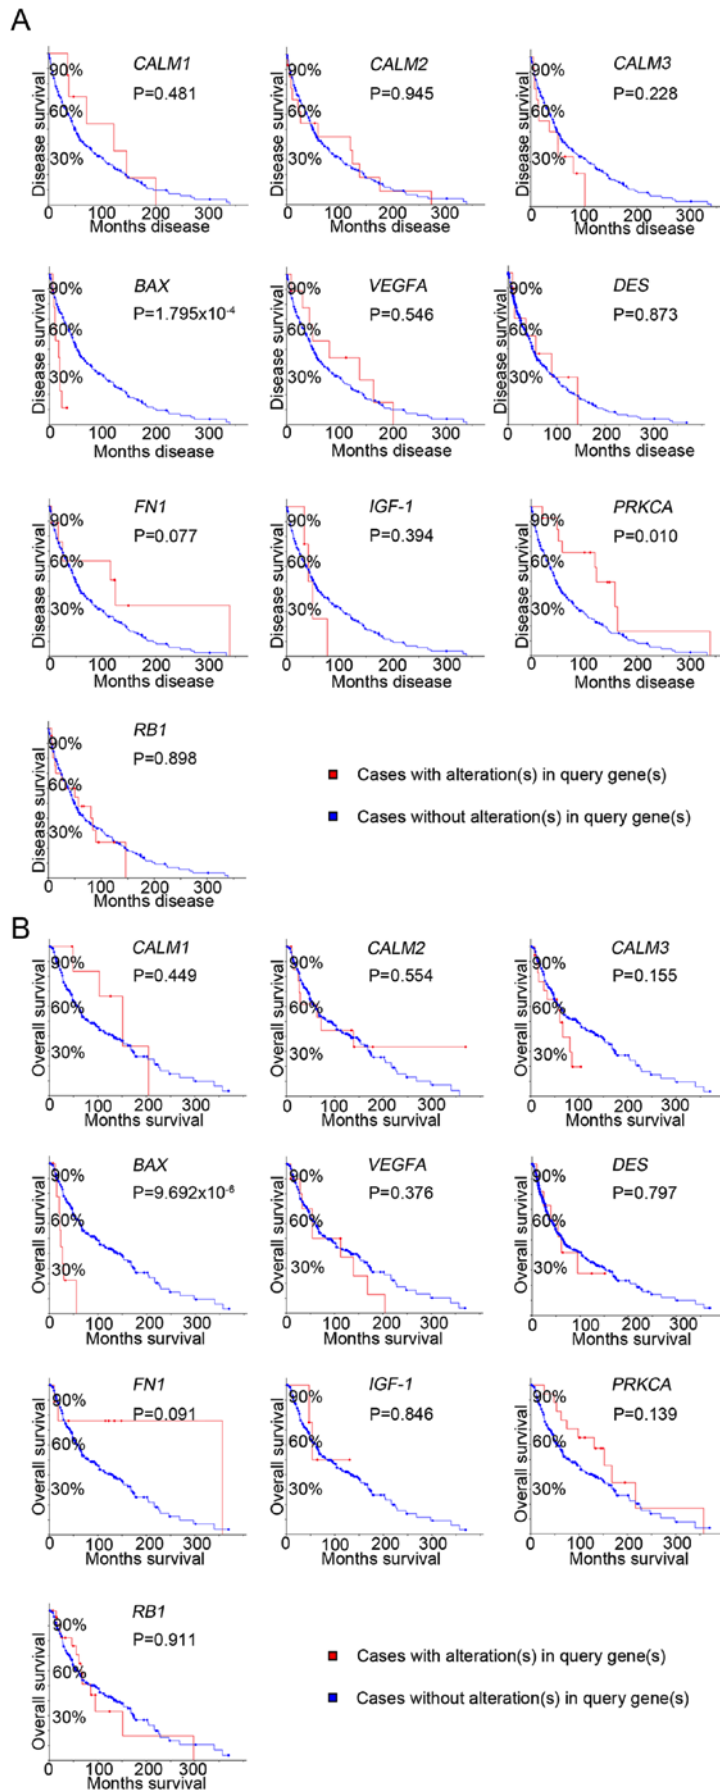 A
CALM1
P=0.481
90%
60%
30%
Disease survival
0 100 200 300
Months disease
CALM2
P=0.945
90%
60%
30%
Disease survival
0 100 200 300
Months disease
CALM3
P=0.228
90%
60%
30%
Disease survival
0 100 200 300
Months disease
BAX
P=1.795x10⁻⁴
90%
60%
30%
Disease survival
0 100 200 300
Months disease
VEGFA
P=0.546
90%
60%
30%
Disease survival
0 100 200 300
Months disease
DES
P=0.873
90%
60%
30%
Disease survival
0 100 200 300
Months disease
FN1
P=0.077
90%
60%
30%
Disease survival
0 100 200 300
Months disease
IGF-1
P=0.394
90%
60%
30%
Disease survival
0 100 200 300
Months disease
PRKCA
P=0.010
90%
60%
30%
Disease survival
0 100 200 300
Months disease
RB1
P=0.898
90%
60%
30%
Disease survival
0 100 200 300
Months disease
Cases with alteration(s) in query gene(s)
Cases without alteration(s) in query gene(s)
B
CALM1
P=0.449
90%
60%
30%
Overall survival
0 100 200 300
Months survival
CALM2
P=0.554
90%
60%
30%
Overall survival
0 100 200 300
Months survival
CALM3
P=0.155
90%
60%
30%
Overall survival
0 100 200 300
Months survival
BAX
P=9.692x10⁻⁶
90%
60%
30%
Overall survival
0 100 200 300
Months survival
VEGFA
P=0.376
90%
60%
30%
Overall survival
0 100 200 300
Months survival
DES
P=0.797
90%
60%
30%
Overall survival
0 100 200 300
Months survival
FN1
P=0.091
90%
60%
30%
Overall survival
0 100 200 300
Months survival
IGF-1
P=0.846
90%
60%
30%
Overall survival
0 100 200 300
Months survival
PRKCA
P=0.139
90%
60%
30%
Overall survival
0 100 200 300
Months survival
RB1
P=0.911
90%
60%
30%
Overall survival
0 100 200 300
Months survival
Cases with alteration(s) in query gene(s)
Cases without alteration(s) in query gene(s)